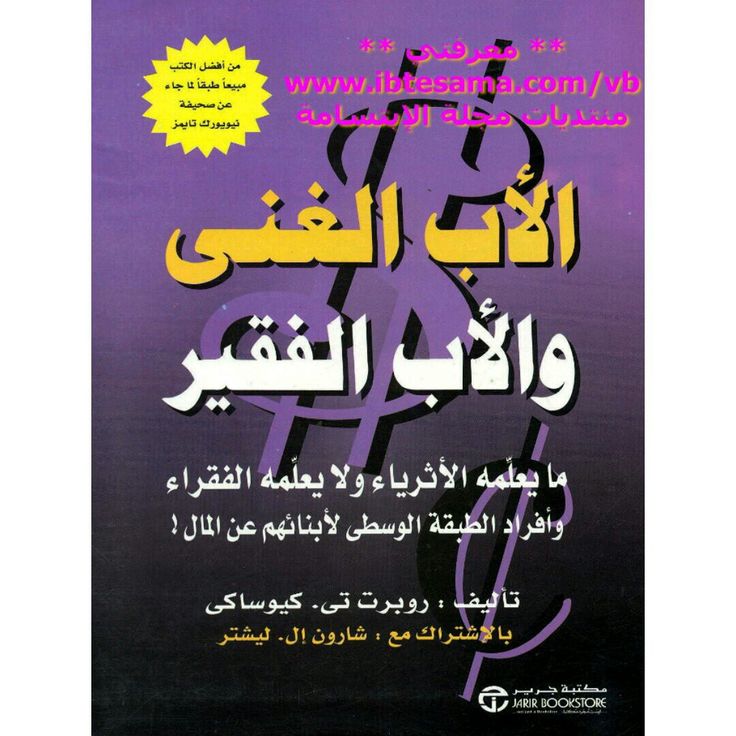 ** معرفتي **
www.ibtesama.com/vb
منتديات مجلة الإبتسامة
من أفضل الكتب
مبيعاً طبقاً لما جاء
عن صحيفة
نيويورك تايمز
الأب الغنى
والأب الفقير
ما يعلّمه الأثرياء ولا يعلّمه الفقراء
وأفراد الطبقة الوسطى لأبنائهم عن المال!
تأليف : روبرت تى. كيوساكى
بالاشتراك مع : شارون إل. ليشتر
مكتبة جرير
JARIR BOOKSTORE